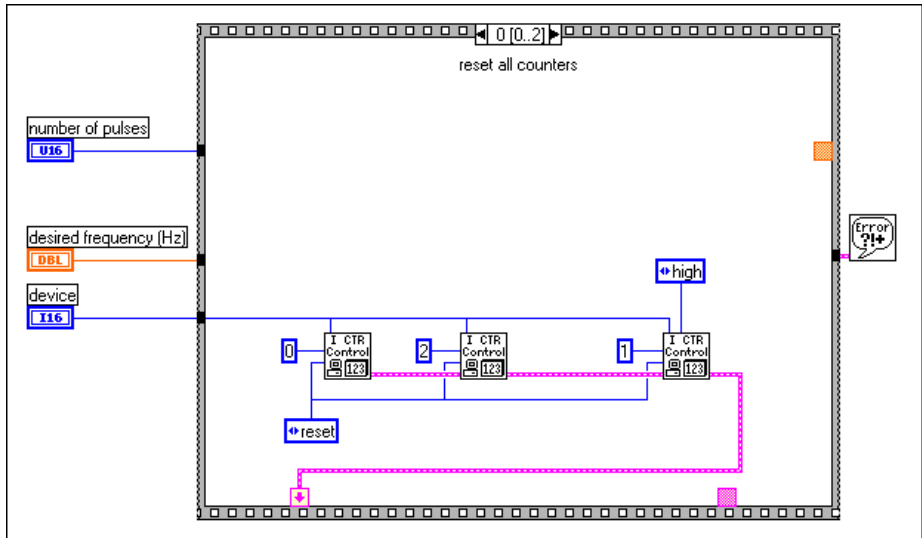 0 [0..2]
reset all counters
number of pulses
U16
desired frequency (Hz)
DBL
device
I16
Error
?!+
high
I CTR
Control
123
I CTR
Control
123
I CTR
Control
123
0
2
1
reset